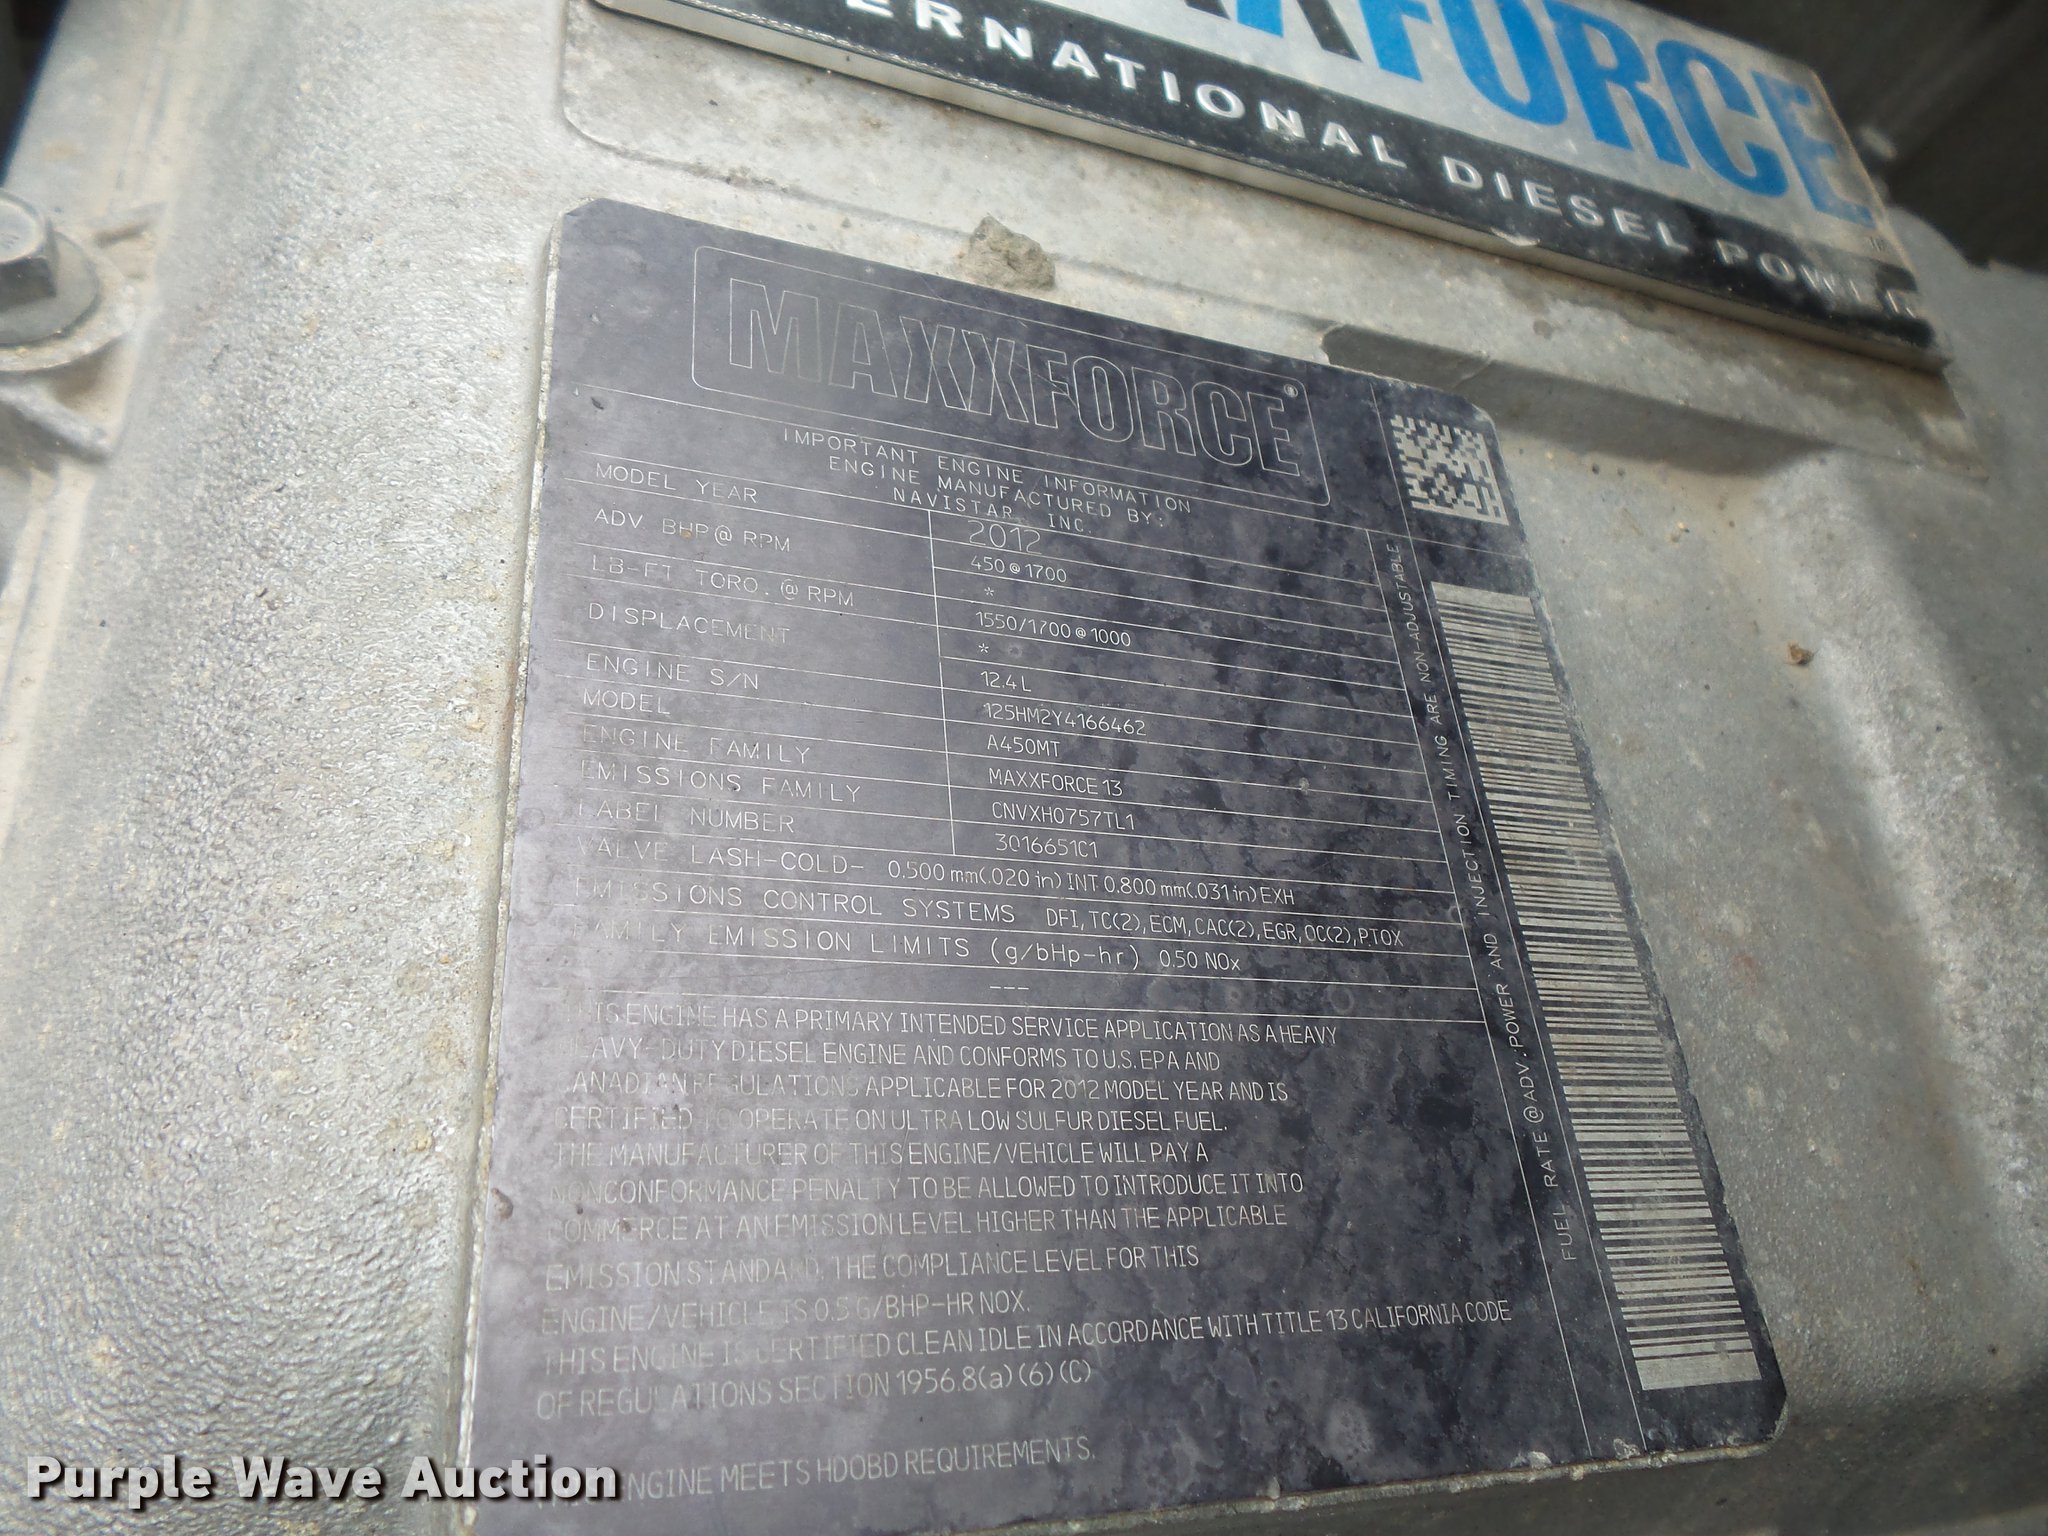 XFORCE
ERNATIONAL DIESEL POWER
MAXXFORCE®
IMPORTANT ENGINE INFORMATION
ENGINE MANUFACTURED BY:
NAVISTAR, INC.
MODEL YEAR 2012
ADV. BHP@RPM 450@1700
*
LB-FT TORQ.@RPM 1550/1700@1000
*
DISPLACEMENT 12.4L
ENGINE S/N 125HM2Y4166462
MODEL A450MT
ENGINE FAMILY MAXXFORCE 13
EMISSIONS FAMILY CNVXH0757TL1
LABEL NUMBER 3016651C1
VALVE LASH-COLD- 0.500 mm(.020 in) INT 0.800 mm(.031 in) EXH
EMISSIONS CONTROL SYSTEMS DFI, TC(2), ECM, CAC(2), EGR, OC(2), PTOX
FAMILY EMISSION LIMITS (g/bHp-hr) 0.50 NOx
---
THIS ENGINE HAS A PRIMARY INTENDED SERVICE APPLICATION AS A HEAVY
HEAVY-DUTY DIESEL ENGINE AND CONFORMS TO U.S. EPA AND
CANADIAN REGULATIONS APPLICABLE FOR 2012 MODEL YEAR AND IS
CERTIFIED TO OPERATE ON ULTRA LOW SULFUR DIESEL FUEL.
THE MANUFACTURER OF THIS ENGINE/VEHICLE WILL PAY A
NONCONFORMANCE PENALTY TO BE ALLOWED TO INTRODUCE IT INTO
COMMERCE AT AN EMISSION LEVEL HIGHER THAN THE APPLICABLE
EMISSION STANDARD. THE COMPLIANCE LEVEL FOR THIS
ENGINE/VEHICLE IS 0.5 G/BHP-HR NOX.
THIS ENGINE IS CERTIFIED CLEAN IDLE IN ACCORDANCE WITH TITLE 13 CALIFORNIA CODE
OF REGULATIONS SECTION 1956.8(a)(6)(C)
THIS ENGINE MEETS HDOBD REQUIREMENTS.
FUEL RATE @ADV. POWER AND INJECTION TIMING ARE NON-ADJUSTABLE
Purple Wave Auction